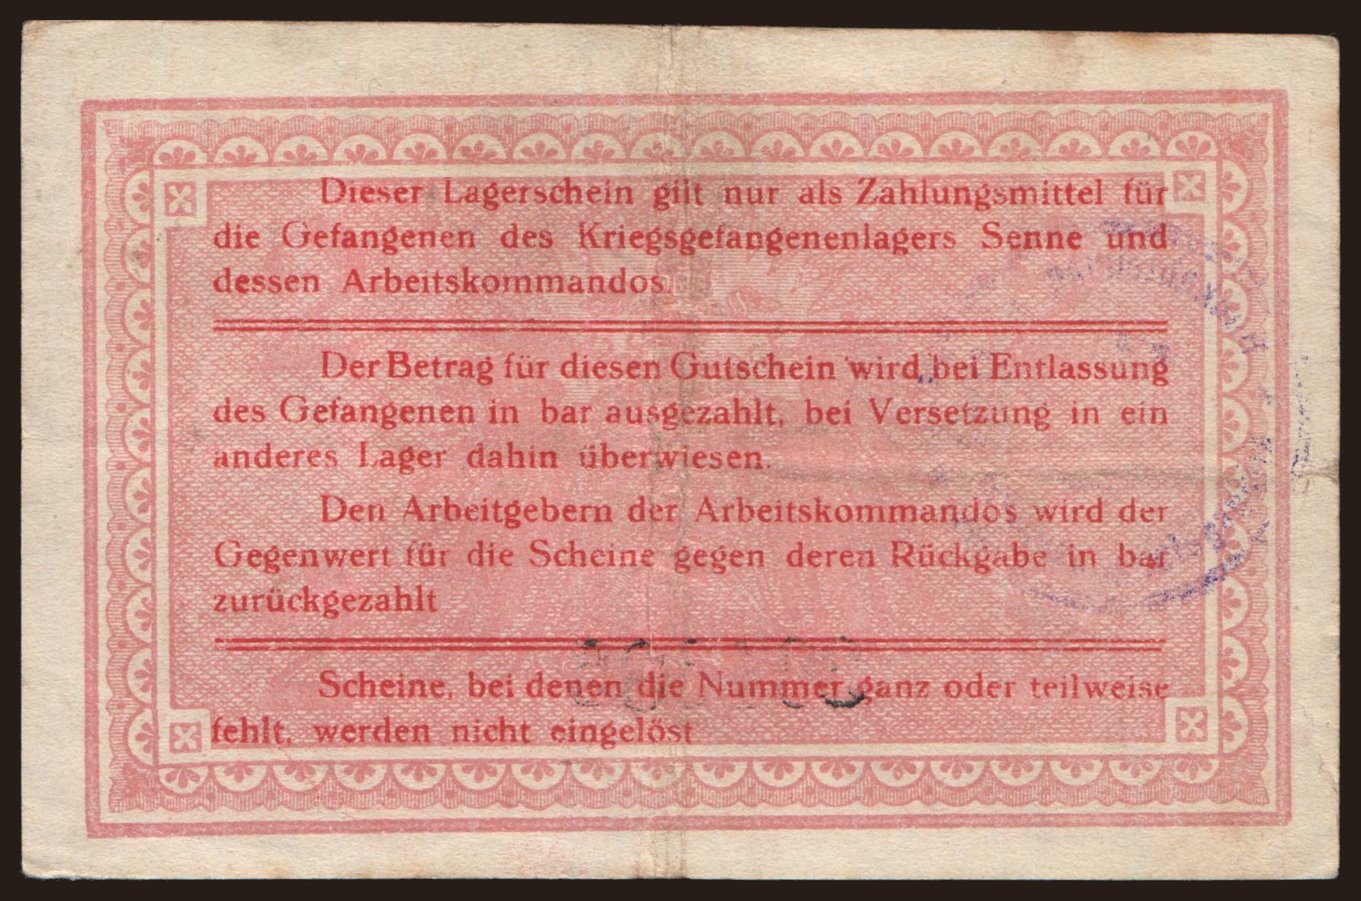 Dieser Lagerschein gilt nur als Zahlungsmittel für
die Gefangenen des Kriegsgefangenenlagers Senne und
dessen Arbeitskommandos.
Der Betrag für diesen Gutschein wird bei Entlassung
des Gefangenen in bar ausgezahlt, bei Versetzung in ein
anderes Lager dahin überwiesen.
Den Arbeitgebern der Arbeitskommandos wird der
Gegenwert für die Scheine gegen deren Rückgabe in bar
zurückgezahlt
Scheine, bei denen die Nummer ganz oder teilweise
fehlt, werden nicht eingelöst